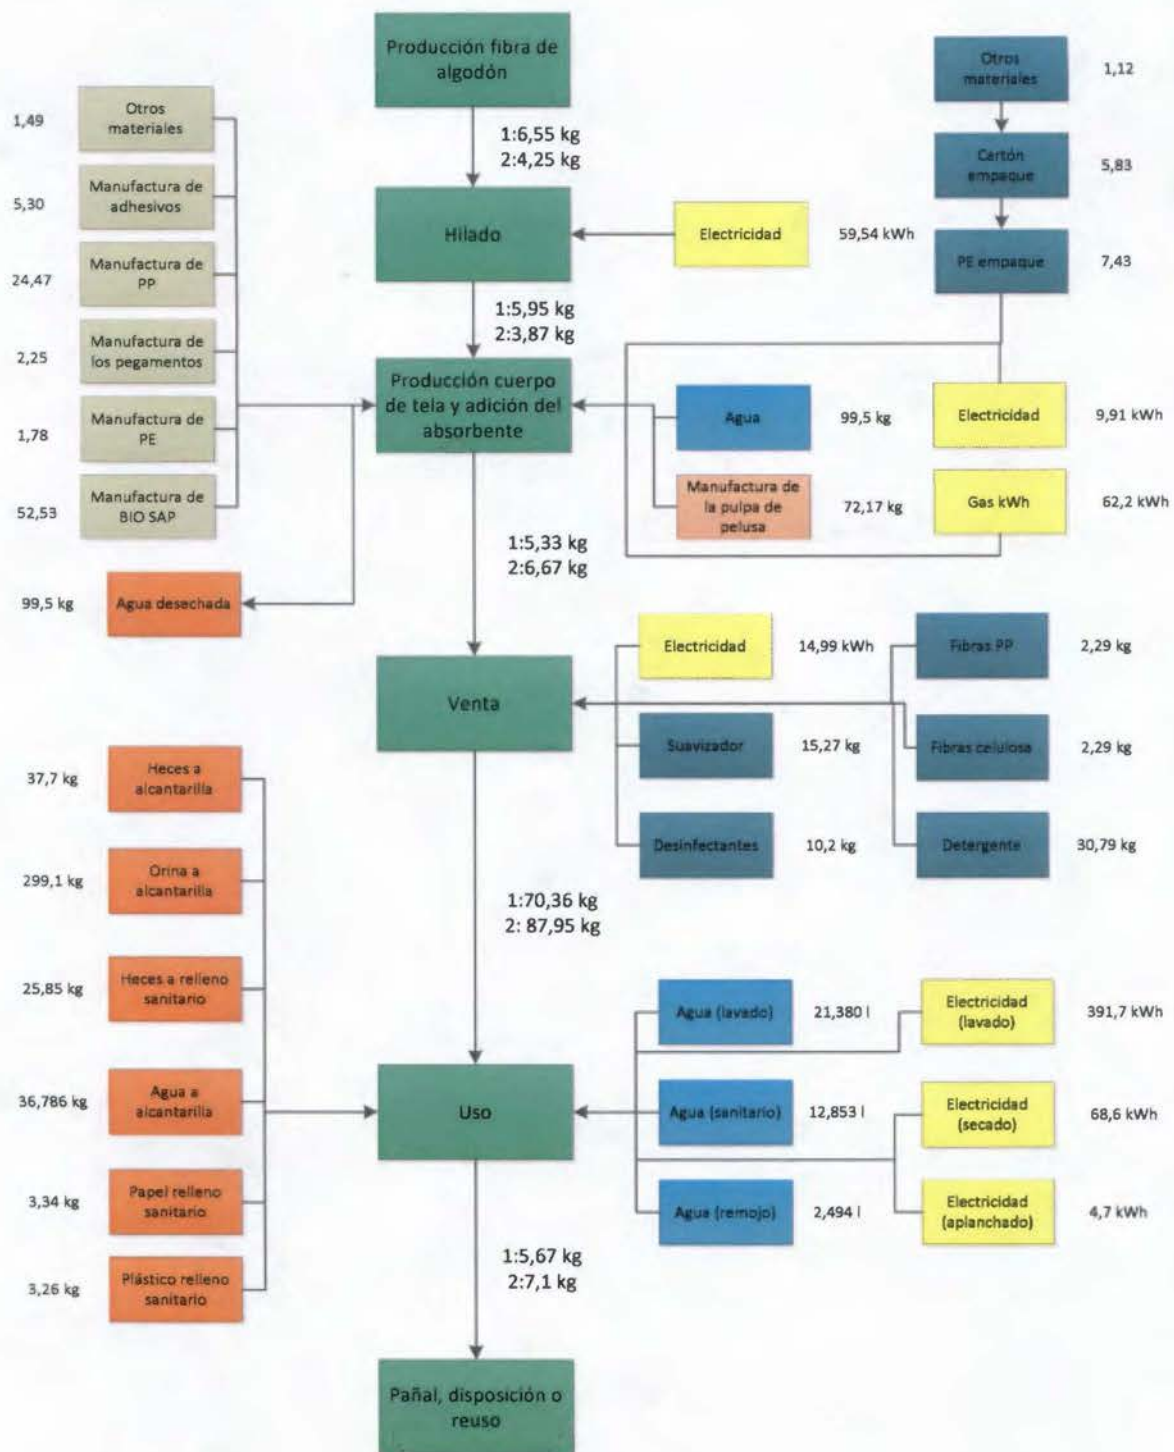 Producción fibra de
algodón
1:6,55 kg
2:4,25 kg
Hilado
Electricidad
59,54 kWh
Otros
materiales
1,12
Cartón
empaque
5,83
PE empaque
7,43
1,49
Otros
materiales
5,30
Manufactura de
adhesivos
24,47
Manufactura de
PP
2,25
Manufactura de
los pegamentos
1,78
Manufactura de
PE
52,53
Manufactura de
BIO SAP
99,5 kg
Agua desechada
1:5,95 kg
2:3,87 kg
Producción cuerpo
de tela y adición del
absorbente
Agua
99,5 kg
Manufactura de
la pulpa de
pelusa
72,17 kg
Electricidad
9,91 kWh
Gas kWh
62,2 kWh
1:5,33 kg
2:6,67 kg
Venta
Electricidad
14,99 kWh
Suavizador
15,27 kg
Desinfectantes
10,2 kg
Fibras PP
2,29 kg
Fibras celulosa
2,29 kg
Detergente
30,79 kg
1:70,36 kg
2: 87,95 kg
37,7 kg
Heces a
alcantarilla
299,1 kg
Orina a
alcantarilla
25,85 kg
Heces a relleno
sanitario
36,786 kg
Agua a
alcantarilla
3,34 kg
Papel relleno
sanitario
3,26 kg
Plástico relleno
sanitario
Uso
Agua (lavado)
21,380 l
Agua (sanitario)
12,853 l
Agua (remojo)
2,494 l
Electricidad
(lavado)
391,7 kWh
Electricidad
(secado)
68,6 kWh
Electricidad
(aplanchado)
4,7 kWh
1:5,67 kg
2:7,1 kg
Pañal, disposición o
reuso